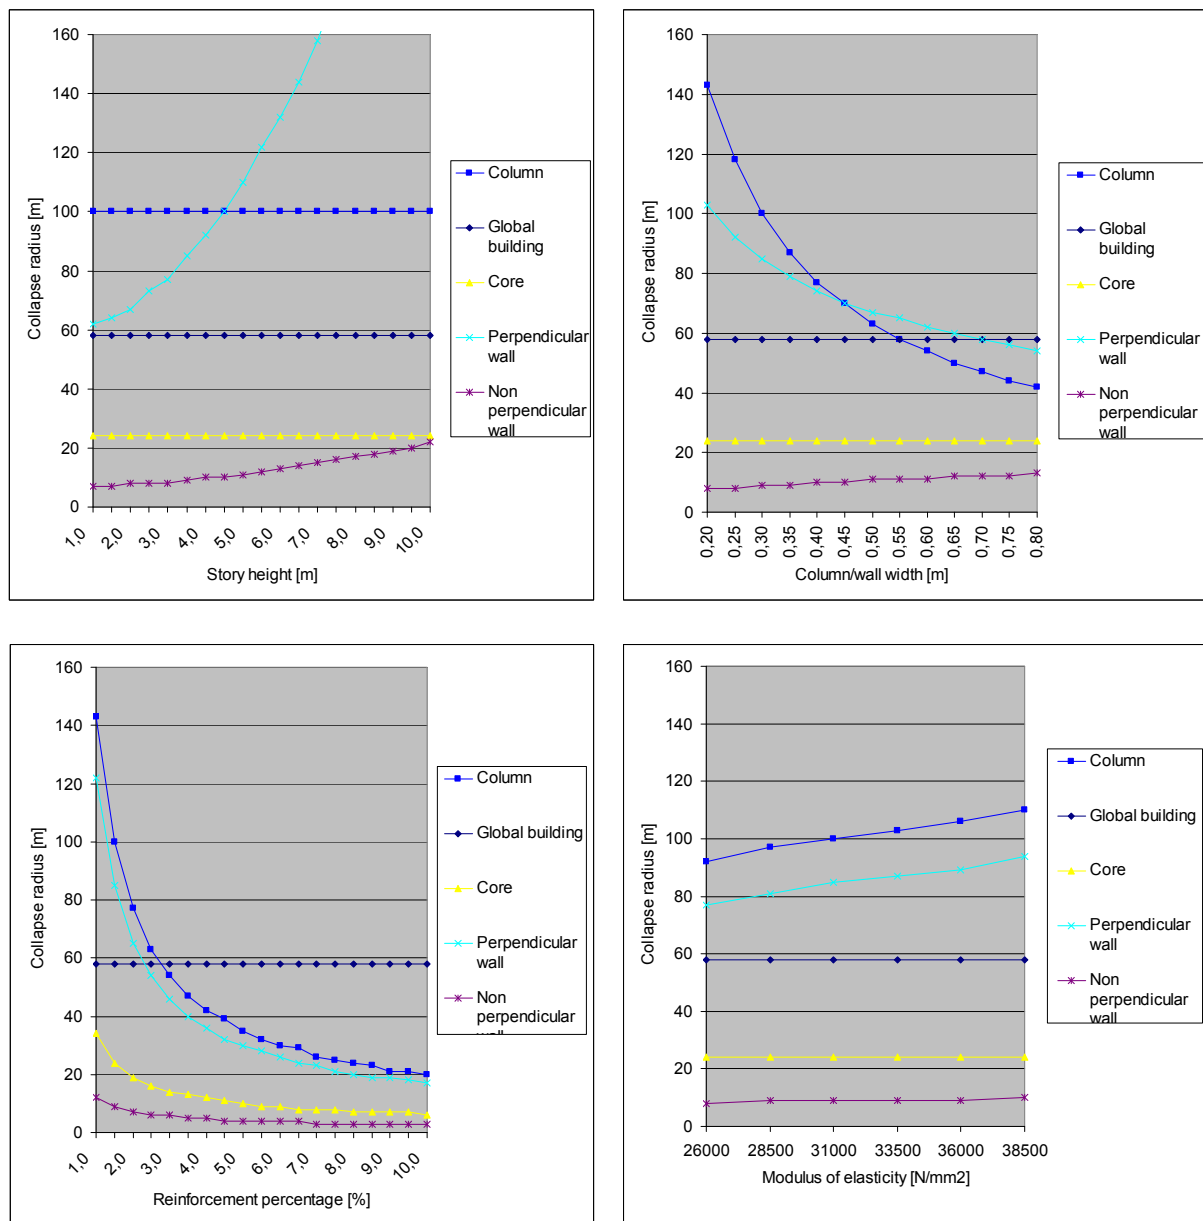 160
140
120
100
80
60
40
20
0
Collapse radius [m]
1,0
2,0
3,0
4,0
5,0
6,0
7,0
8,0
9,0
10,0
Story height [m]
Column
Global
building
Core
Perpendicular
wall
Non
perpendicular
wall
160
140
120
100
80
60
40
20
0
Collapse radius [m]
0,20
0,25
0,30
0,35
0,40
0,45
0,50
0,55
0,60
0,65
0,70
0,75
0,80
Column/wall width [m]
Column
Global
building
Core
Perpendicular
wall
Non
perpendicular
wall
160
140
120
100
80
60
40
20
0
Collapse radius [m]
1,0
2,0
3,0
4,0
5,0
6,0
7,0
8,0
9,0
10,0
Reinforcement percentage [%]
Column
Global building
Core
Perpendicular
wall
Non
perpendicular
wall
160
140
120
100
80
60
40
20
0
Collapse radius [m]
26000
28500
31000
33500
36000
38500
Modulus of elasticity [N/mm2]
Column
Global building
Core
Perpendicular
wall
Non
perpendicular
wall